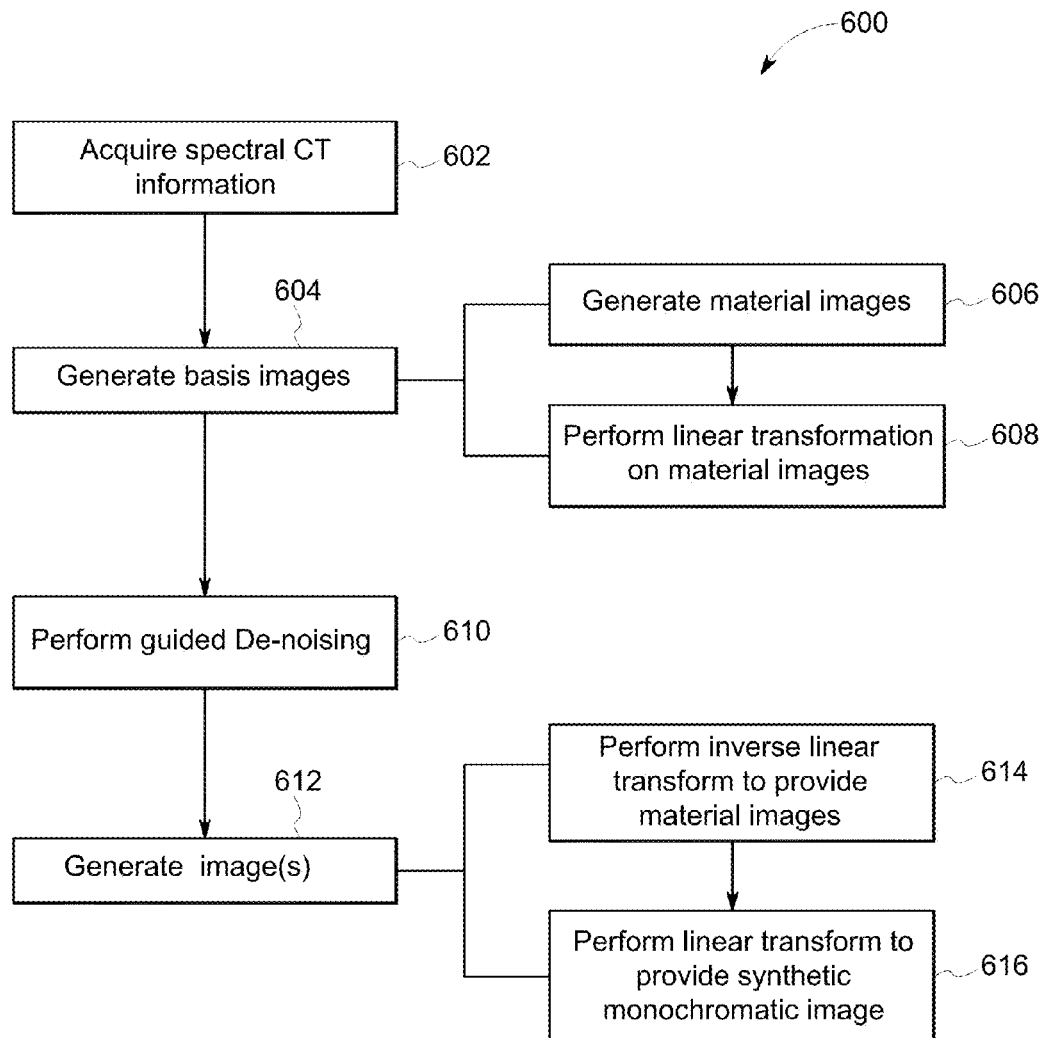 600
Acquire spectral CT
information
602
604
Generate basis images
Generate material images
606
Perform linear transformation
on material images
608
Perform guided De-noising
610
612
Generate image(s)
Perform inverse linear
transform to provide
material images
614
Perform linear transform to
provide synthetic
monochromatic image
616